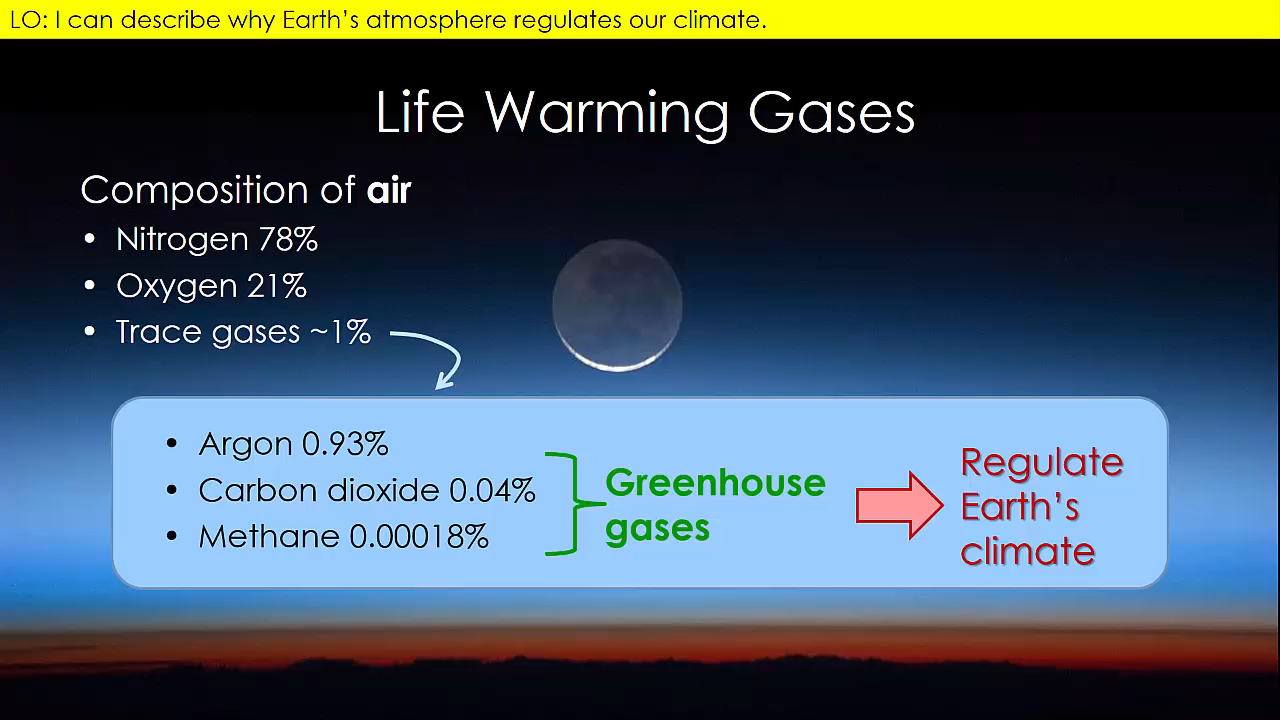 LO: I can describe why Earth’s atmosphere regulates our climate.
Life Warming Gases
Composition of air
• Nitrogen 78%
• Oxygen 21%
• Trace gases ~1%
• Argon 0.93%
• Carbon dioxide 0.04%
• Methane 0.00018%
Greenhouse
gases
Regulate
Earth’s
climate